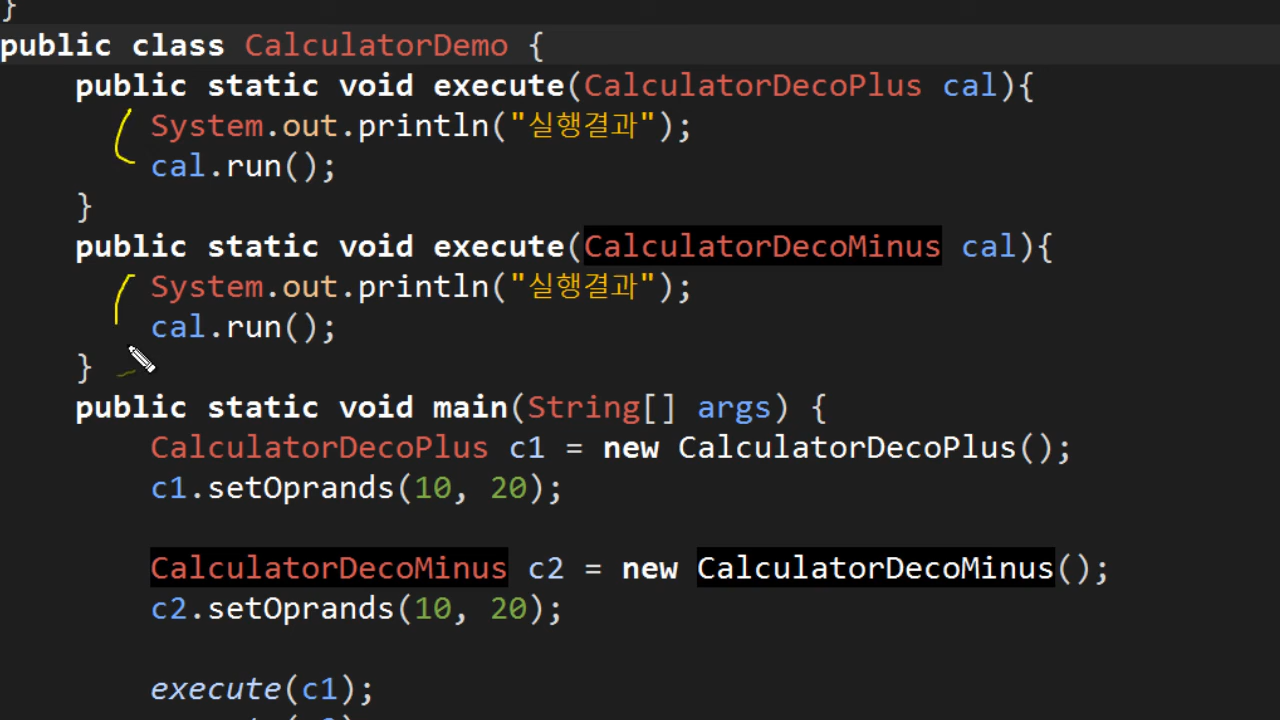 }
public class CalculatorDemo {
public static void execute(CalculatorDecoPlus cal){
System.out.println("실행결과");
cal.run();
}
public static void execute(CalculatorDecoMinus cal){
System.out.println("실행결과");
cal.run();
}
public static void main(String[] args) {
CalculatorDecoPlus c1 = new CalculatorDecoPlus();
c1.setOprands(10, 20);
CalculatorDecoMinus c2 = new CalculatorDecoMinus();
c2.setOprands(10, 20);
execute(c1);